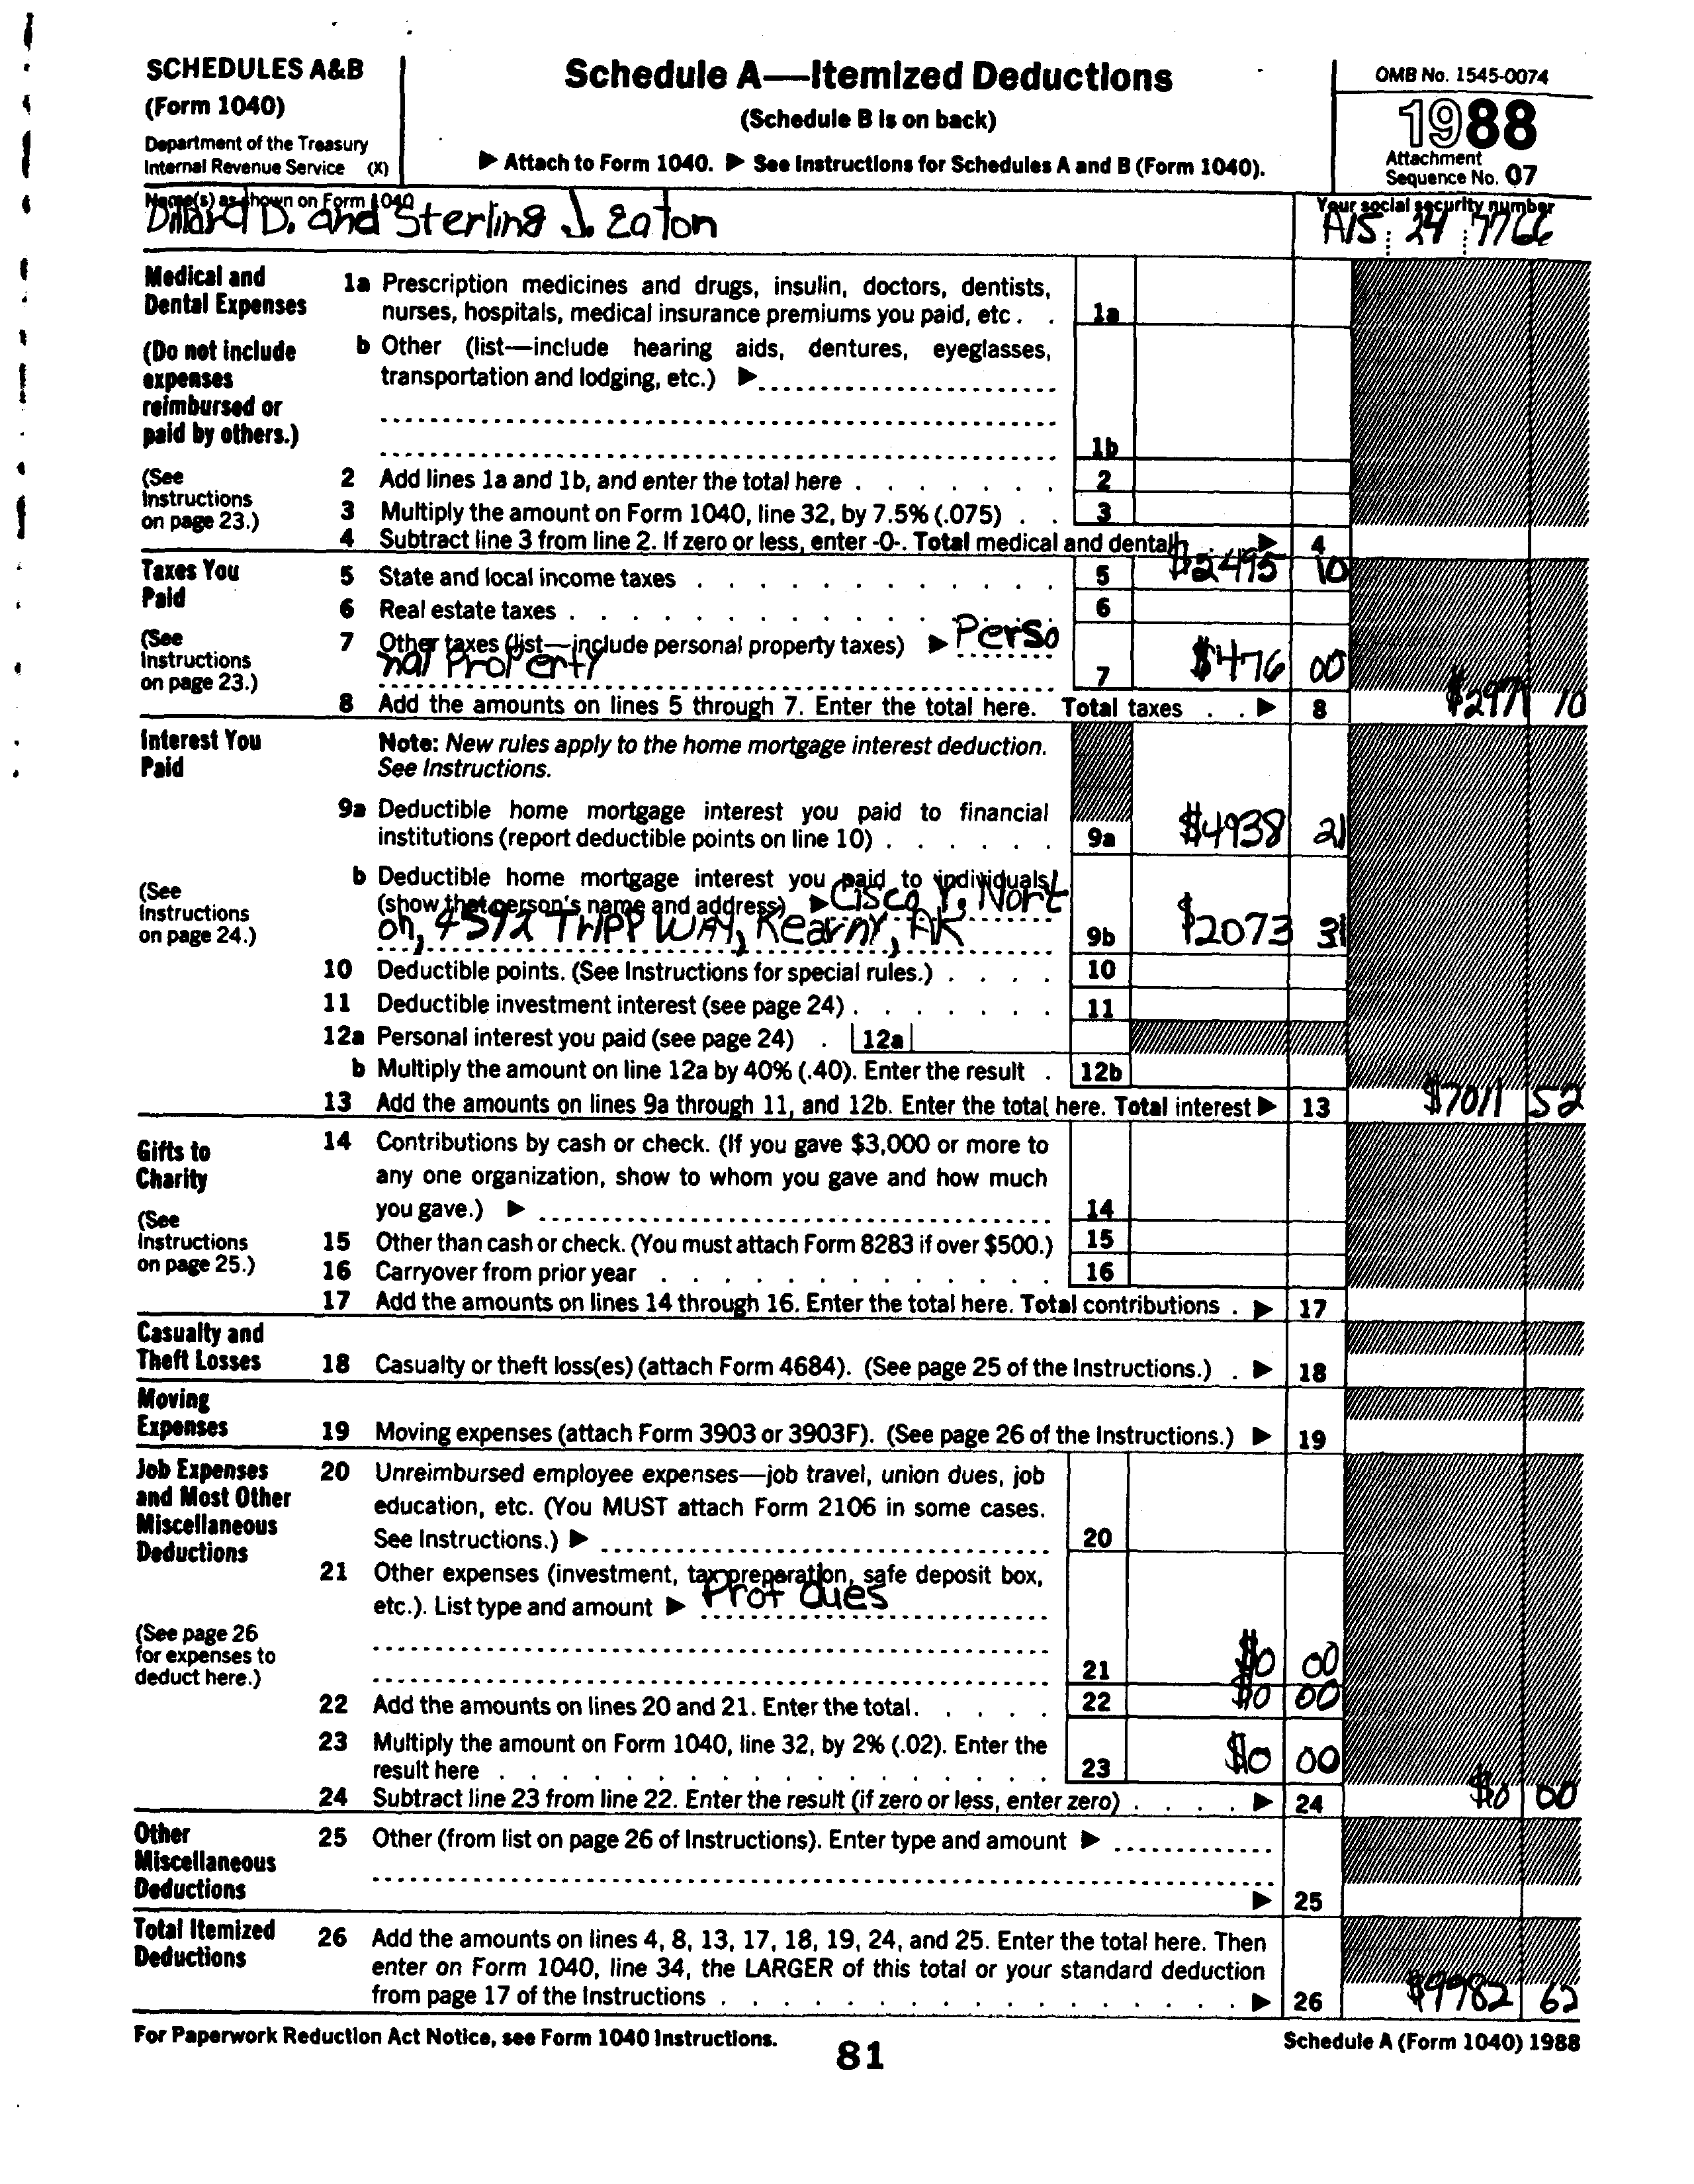 SCHEDULES A&B
(Form 1040)
Department of the Treasury
Internal Revenue Service (X)
Schedule A—Itemized Deductions
(Schedule B is on back)
▶ Attach to Form 1040. ▶ See Instructions for Schedules A and B (Form 1040).
OMB No. 1545-0074
1988
Attachment
Sequence No. 07
Name(s) as shown on Form 1040
Dillard D. and Sterling J. Eaton
Your social security number
A15 24 7766
Medical and
Dental Expenses
(Do not include
expenses
reimbursed or
paid by others.)
(See
Instructions
on page 23.)
1a Prescription medicines and drugs, insulin, doctors, dentists,
nurses, hospitals, medical insurance premiums you paid, etc. . 1a
b Other (list—include hearing aids, dentures, eyeglasses,
transportation and lodging, etc.) ▶
1b
2 Add lines 1a and 1b, and enter the total here . . . . . . . 2
3 Multiply the amount on Form 1040, line 32, by 7.5% (.075) . . 3
4 Subtract line 3 from line 2. If zero or less, enter -0-. Total medical and dental ▶ 4
Taxes You
Paid
(See
Instructions
on page 23.)
5 State and local income taxes . . . . . . . . . . . . 5 $2495 10
6 Real estate taxes . . . . . . . . . . . . 6
7 Other taxes (list—include personal property taxes) ▶ Perso
nal Property 7 $476 00
8 Add the amounts on lines 5 through 7. Enter the total here. Total taxes . . ▶ 8 $2971 10
Interest You
Paid
(See
Instructions
on page 24.)
Note: New rules apply to the home mortgage interest deduction.
See Instructions.
9a Deductible home mortgage interest you paid to financial
institutions (report deductible points on line 10) . . . . . . 9a $4938 21
b Deductible home mortgage interest you paid to individuals
(show that person's name and address) ▶ Cisco Y. Nort
on, 4592 TRIPP WAY, Kearny, AK 9b $2073 31
10 Deductible points. (See Instructions for special rules.) . . . . 10
11 Deductible investment interest (see page 24) . . . . . . . 11
12a Personal interest you paid (see page 24) . 12a
b Multiply the amount on line 12a by 40% (.40). Enter the result . 12b
13 Add the amounts on lines 9a through 11, and 12b. Enter the total here. Total interest ▶ 13 $7011 52
Gifts to
Charity
(See
Instructions
on page 25.)
14 Contributions by cash or check. (If you gave $3,000 or more to
any one organization, show to whom you gave and how much
you gave.) ▶ 14
15 Other than cash or check. (You must attach Form 8283 if over $500.) 15
16 Carryover from prior year . . . . . . . . . . . . . 16
17 Add the amounts on lines 14 through 16. Enter the total here. Total contributions . ▶ 17
Casualty and
Theft Losses
18 Casualty or theft loss(es) (attach Form 4684). (See page 25 of the Instructions.) . ▶ 18
Moving
Expenses
19 Moving expenses (attach Form 3903 or 3903F). (See page 26 of the Instructions.) ▶ 19
Job Expenses
and Most Other
Miscellaneous
Deductions
(See page 26
for expenses to
deduct here.)
20 Unreimbursed employee expenses—job travel, union dues, job
education, etc. (You MUST attach Form 2106 in some cases.
See Instructions.) ▶ 20
21 Other expenses (investment, tax preparation, safe deposit box,
etc.). List type and amount ▶ Prof dues
21 $0 00
22 Add the amounts on lines 20 and 21. Enter the total. . . . . 22 $0 00
23 Multiply the amount on Form 1040, line 32, by 2% (.02). Enter the
result here . . . . . . . . . . . . . . . . . 23 $0 00
24 Subtract line 23 from line 22. Enter the result (if zero or less, enter zero) . . . . ▶ 24 $0 00
Other
Miscellaneous
Deductions
25 Other (from list on page 26 of Instructions). Enter type and amount ▶
▶ 25
Total Itemized
Deductions
26 Add the amounts on lines 4, 8, 13, 17, 18, 19, 24, and 25. Enter the total here. Then
enter on Form 1040, line 34, the LARGER of this total or your standard deduction
from page 17 of the Instructions . . . . . . . . . . . . . ▶ 26 $9982 62
For Paperwork Reduction Act Notice, see Form 1040 Instructions.
81
Schedule A (Form 1040) 1988